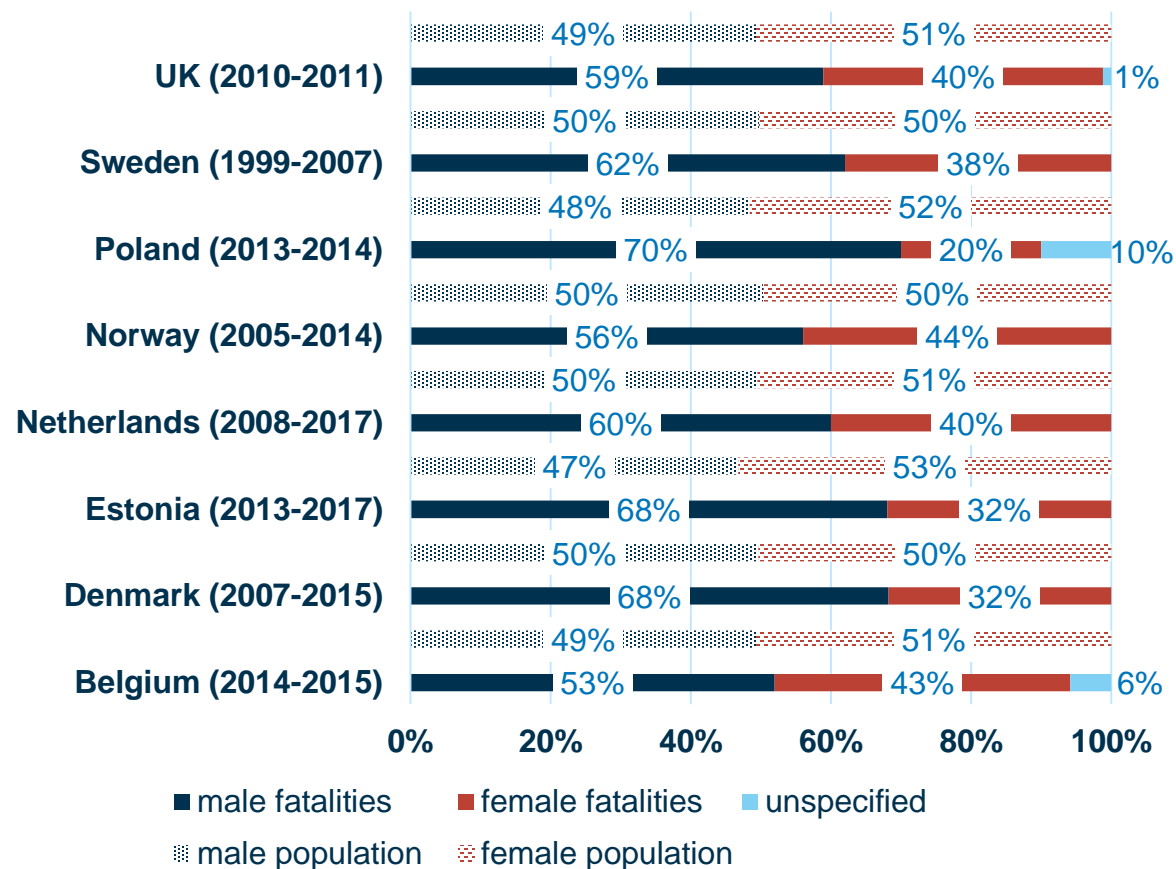 49% 51%
UK (2010-2011) 59% 40% 1%
50% 50%
Sweden (1999-2007) 62% 38%
48% 52%
Poland (2013-2014) 70% 20% 10%
50% 50%
Norway (2005-2014) 56% 44%
50% 51%
Netherlands (2008-2017) 60% 40%
47% 53%
Estonia (2013-2017) 68% 32%
50% 50%
Denmark (2007-2015) 68% 32%
49% 51%
Belgium (2014-2015) 53% 43% 6%
0% 20% 40% 60% 80% 100%
male fatalities female fatalities unspecified
male population female population